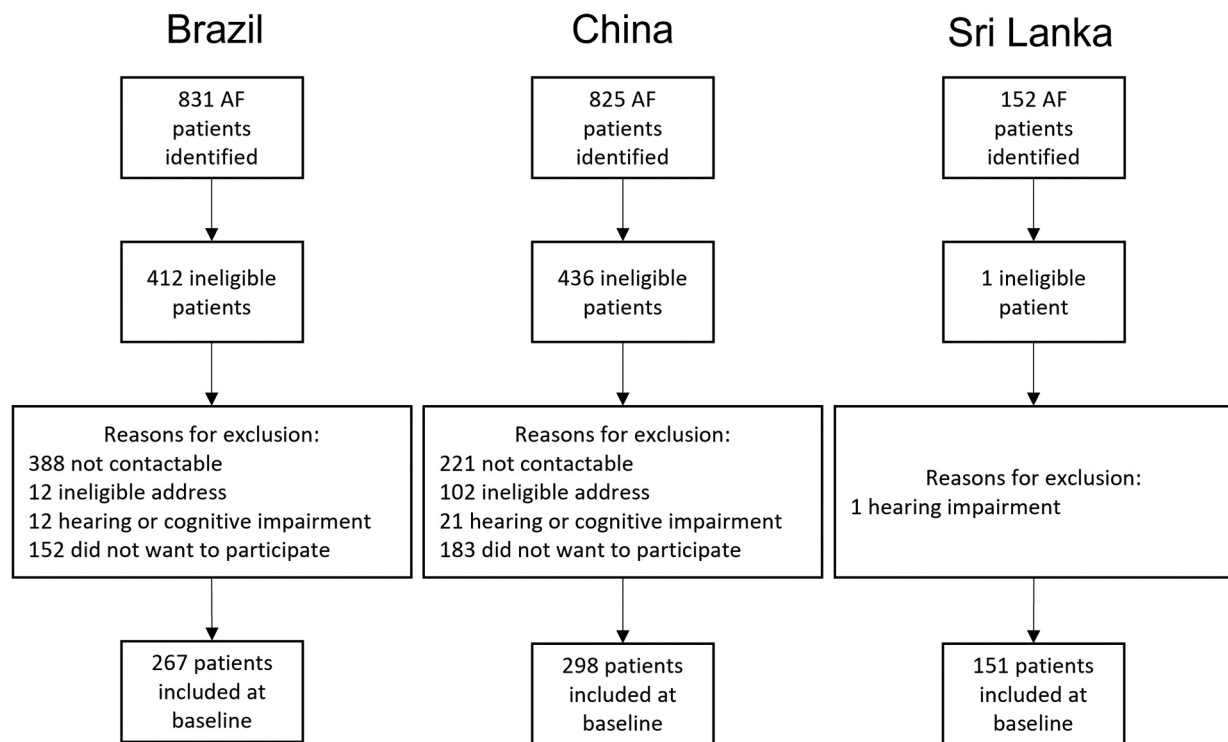 Brazil
831 AF
patients
identified
412 ineligible
patients
Reasons for exclusion:
388 not contactable
12 ineligible address
12 hearing or cognitive impairment
152 did not want to participate
267 patients
included at
baseline
China
825 AF
patients
identified
436 ineligible
patients
Reasons for exclusion:
221 not contactable
102 ineligible address
21 hearing or cognitive impairment
183 did not want to participate
298 patients
included at
baseline
Sri Lanka
152 AF
patients
identified
1 ineligible
patient
Reasons for exclusion:
1 hearing impairment
151 patients
included at
baseline